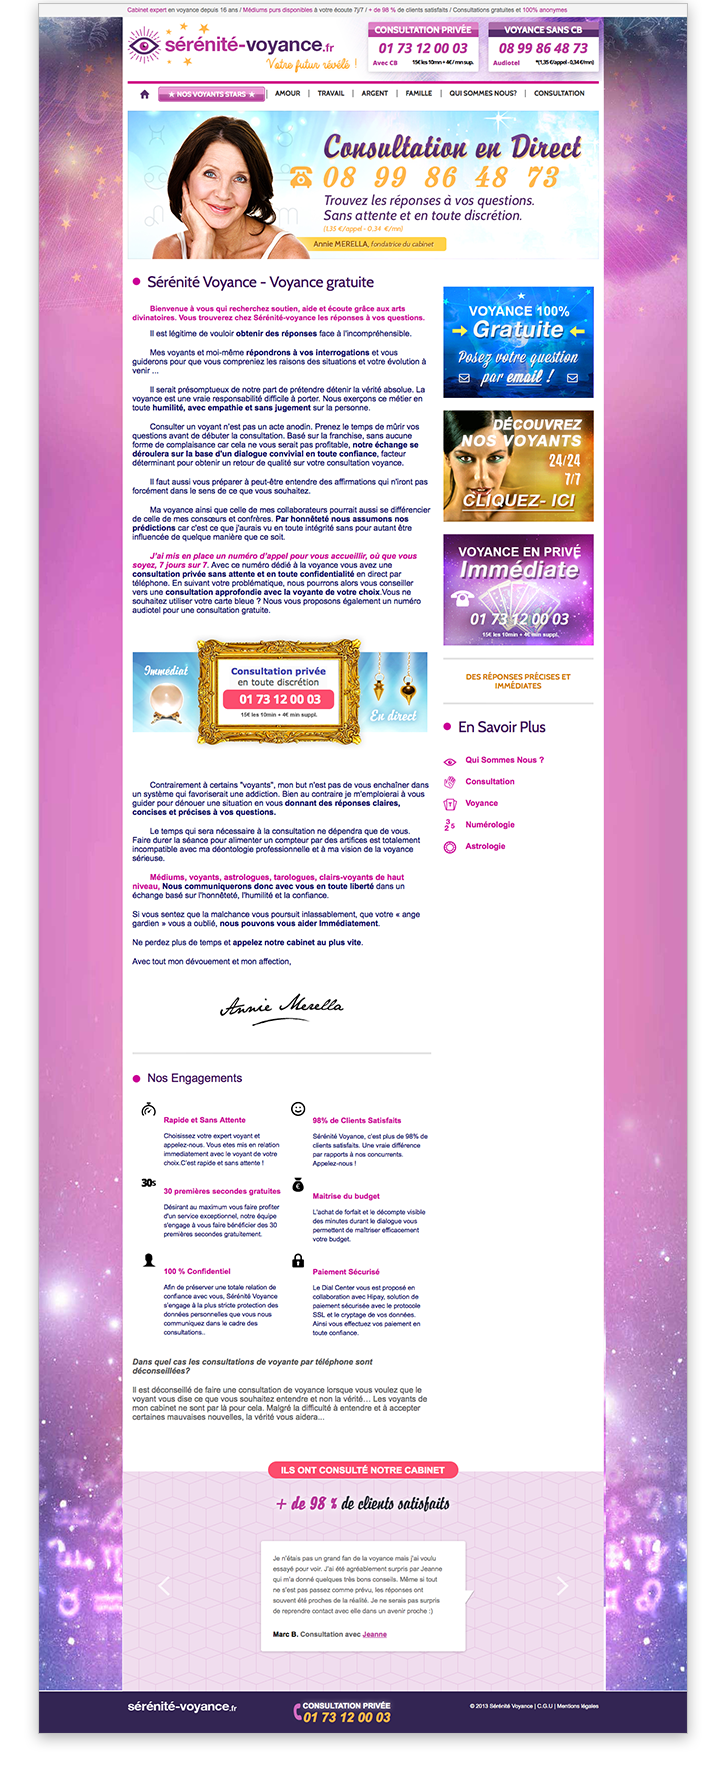 Cabinet expert en voyance depuis 16 ans / Médiums purs disponibles à votre écoute 7j/7 / + de 98 % de clients satisfaits / Consultations gratuites et 100% anonymes
sérénité-voyance.fr
Votre futur révélé !
CONSULTATION PRIVÉE
01 73 12 00 03
Avec CB 15€ les 10mn + 4€ / mn sup.
VOYANCE SANS CB
08 99 86 48 73
Audiotel *(1,35 €/appel - 0,34 €/mn)
★ NOS VOYANTS STARS ★ | AMOUR | TRAVAIL | ARGENT | FAMILLE | QUI SOMMES NOUS? | CONSULTATION
Consultation en Direct
08 99 86 48 73
Trouvez les réponses à vos questions.
Sans attente et en toute discrétion.
(1,35 €/appel - 0,34 €/mn)
Annie MERELLA, fondatrice du cabinet
Sérénité Voyance - Voyance gratuite
Bienvenue à vous qui recherchez soutien, aide et écoute grâce aux arts
divinatoires. Vous trouverez chez Sérénité-voyance les réponses à vos questions.
Il est légitime de vouloir obtenir des réponses face à l'incompréhensible.
Mes voyants et moi-même répondrons à vos interrogations et vous
guiderons pour que vous compreniez les raisons des situations et votre évolution à
venir ...
Il serait présomptueux de notre part de prétendre détenir la vérité absolue. La
voyance est une vraie responsabilité difficile à porter. Nous exerçons ce métier en
toute humilité, avec empathie et sans jugement sur la personne.
Consulter un voyant n'est pas un acte anodin. Prenez le temps de mûrir vos
questions avant de débuter la consultation. Basé sur la franchise, sans aucune
forme de complaisance car cela ne vous serait pas profitable, notre échange se
déroulera sur la base d'un dialogue convivial en toute confiance, facteur
déterminant pour obtenir un retour de qualité sur votre consultation voyance.
Il faut aussi vous préparer à peut-être entendre des affirmations qui n'iront pas
forcément dans le sens de ce que vous souhaitez.
Ma voyance ainsi que celle de mes collaborateurs pourrait aussi se différencier
de celle de mes consœurs et confrères. Par honnêteté nous assumons nos
prédictions car c'est ce que j'aurais vu en toute intégrité sans pour autant être
influencée de quelque manière que ce soit.
J'ai mis en place un numéro d'appel pour vous accueillir, où que vous
soyez, 7 jours sur 7. Avec ce numéro dédié à la voyance vous avez une
consultation privée sans attente et en toute confidentialité en direct par
téléphone. En suivant votre problématique, nous pourrons alors vous conseiller
vers une consultation approfondie avec la voyante de votre choix.Vous ne
souhaitez utiliser votre carte bleue ? Nous vous proposons également un numéro
audiotel pour une consultation gratuite.
Immédiat
Consultation privée
en toute discrétion
01 73 12 00 03
15€ les 10mn + 4€ mn suppl.
En direct
Contrairement à certains "voyants", mon but n'est pas de vous enchaîner dans
un système qui favoriserait une addiction. Bien au contraire je m'emploierai à vous
guider pour dénouer une situation en vous donnant des réponses claires,
concises et précises à vos questions.
Le temps qui sera nécessaire à la consultation ne dépendra que de vous.
Faire durer la séance pour alimenter un compteur par des artifices est totalement
incompatible avec ma déontologie professionnelle et à ma vision de la voyance
sérieuse.
Médiums, voyants, astrologues, tarologues, clairs-voyants de haut
niveau, Nous communiquerons donc avec vous en toute liberté dans un
échange basé sur l'honnêteté, l'humilité et la confiance.
Si vous sentez que la malchance vous poursuit inlassablement, que votre « ange
gardien » vous a oublié, nous pouvons vous aider Immédiatement.
Ne perdez plus de temps et appelez notre cabinet au plus vite.
Avec tout mon dévouement et mon affection,
Annie Merella
VOYANCE 100%
Gratuite
Posez votre question
par email !
DÉCOUVREZ
NOS VOYANTS
24/24
7/7
CLIQUEZ- ICI
VOYANCE EN PRIVÉ
Immédiate
01 73 12 00 03
15€ les 10mn + 4€ mn suppl.
DES RÉPONSES PRÉCISES ET
IMMÉDIATES
En Savoir Plus
Qui Sommes Nous ?
Consultation
Voyance
Numérologie
Astrologie
Nos Engagements
Rapide et Sans Attente
Choisissez votre expert voyant et
appelez-nous. Vous etes mis en relation
immediatement avec le voyant de votre
choix.C'est rapide et sans attente !
98% de Clients Satisfaits
Sérénité Voyance, c'est plus de 98% de
clients satisfaits. Une vraie différence
par rapports à nos concurrents.
Appelez-nous !
30s
30 premières secondes gratuites
Désirant au maximum vous faire profiter
d'un service exceptionnel, notre équipe
s'engage à vous faire bénéficier des 30
premières secondes gratuitement.
Maitrise du budget
L'achat de forfait et le décompte visible
des minutes durant le dialogue vous
permettent de maîtriser efficacement
votre budget.
100 % Confidentiel
Afin de préserver une totale relation de
confiance avec vous, Sérénité Voyance
s'engage à la plus stricte protection des
données personnelles que vous nous
communiquez dans le cadre des
consultations..
Paiement Sécurisé
Le Dial Center vous est proposé en
collaboration avec Hipay, solution de
paiement sécurisée avec le protocole
SSL et le cryptage de vos données.
Ainsi vous effectuez vos paiement en
toute confiance.
Dans quel cas les consultations de voyante par téléphone sont
déconseillées?
Il est déconseillé de faire une consultation de voyance lorsque vous voulez que le
voyant vous dise ce que vous souhaitez entendre et non la vérité... Les voyants de
mon cabinet ne sont par là pour cela. Malgré la difficulté à entendre et à accepter
certaines mauvaises nouvelles, la vérité vous aidera...
ILS ONT CONSULTÉ NOTRE CABINET
+ de 98 % de clients satisfaits
Je n'étais pas un grand fan de la voyance mais j'ai voulu
essayé pour voir. J'ai été agréablement surpris par Jeanne
qui m'a donné quelques très bons conseils. Même si tout
ne s'est pas passez comme prévu, les réponses ont
souvent été proches de la réalité. Je ne serais pas surpris
de reprendre contact avec elle dans un avenir proche :)
Marc B. Consultation avec Jeanne
sérénité-voyance.fr
CONSULTATION PRIVÉE
01 73 12 00 03
© 2013 Sérénité Voyance | C.G.U | Mentions légales